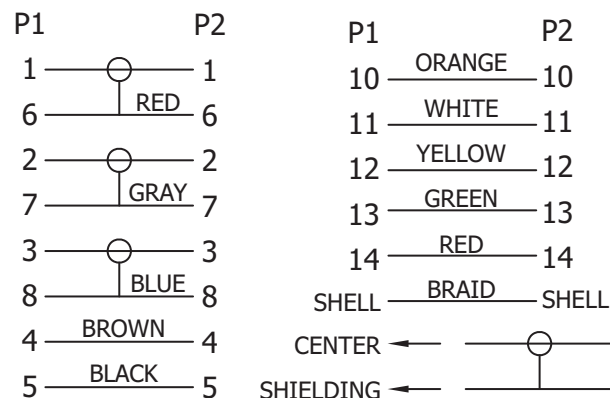 P1 P2
1 1
6 RED 6
2 2
7 GRAY 7
3 3
8 BLUE 8
4 BROWN 4
5 BLACK 5
P1 P2
10 ORANGE 10
11 WHITE 11
12 YELLOW 12
13 GREEN 13
14 RED 14
SHELL BRAID SHELL
CENTER
SHIELDING